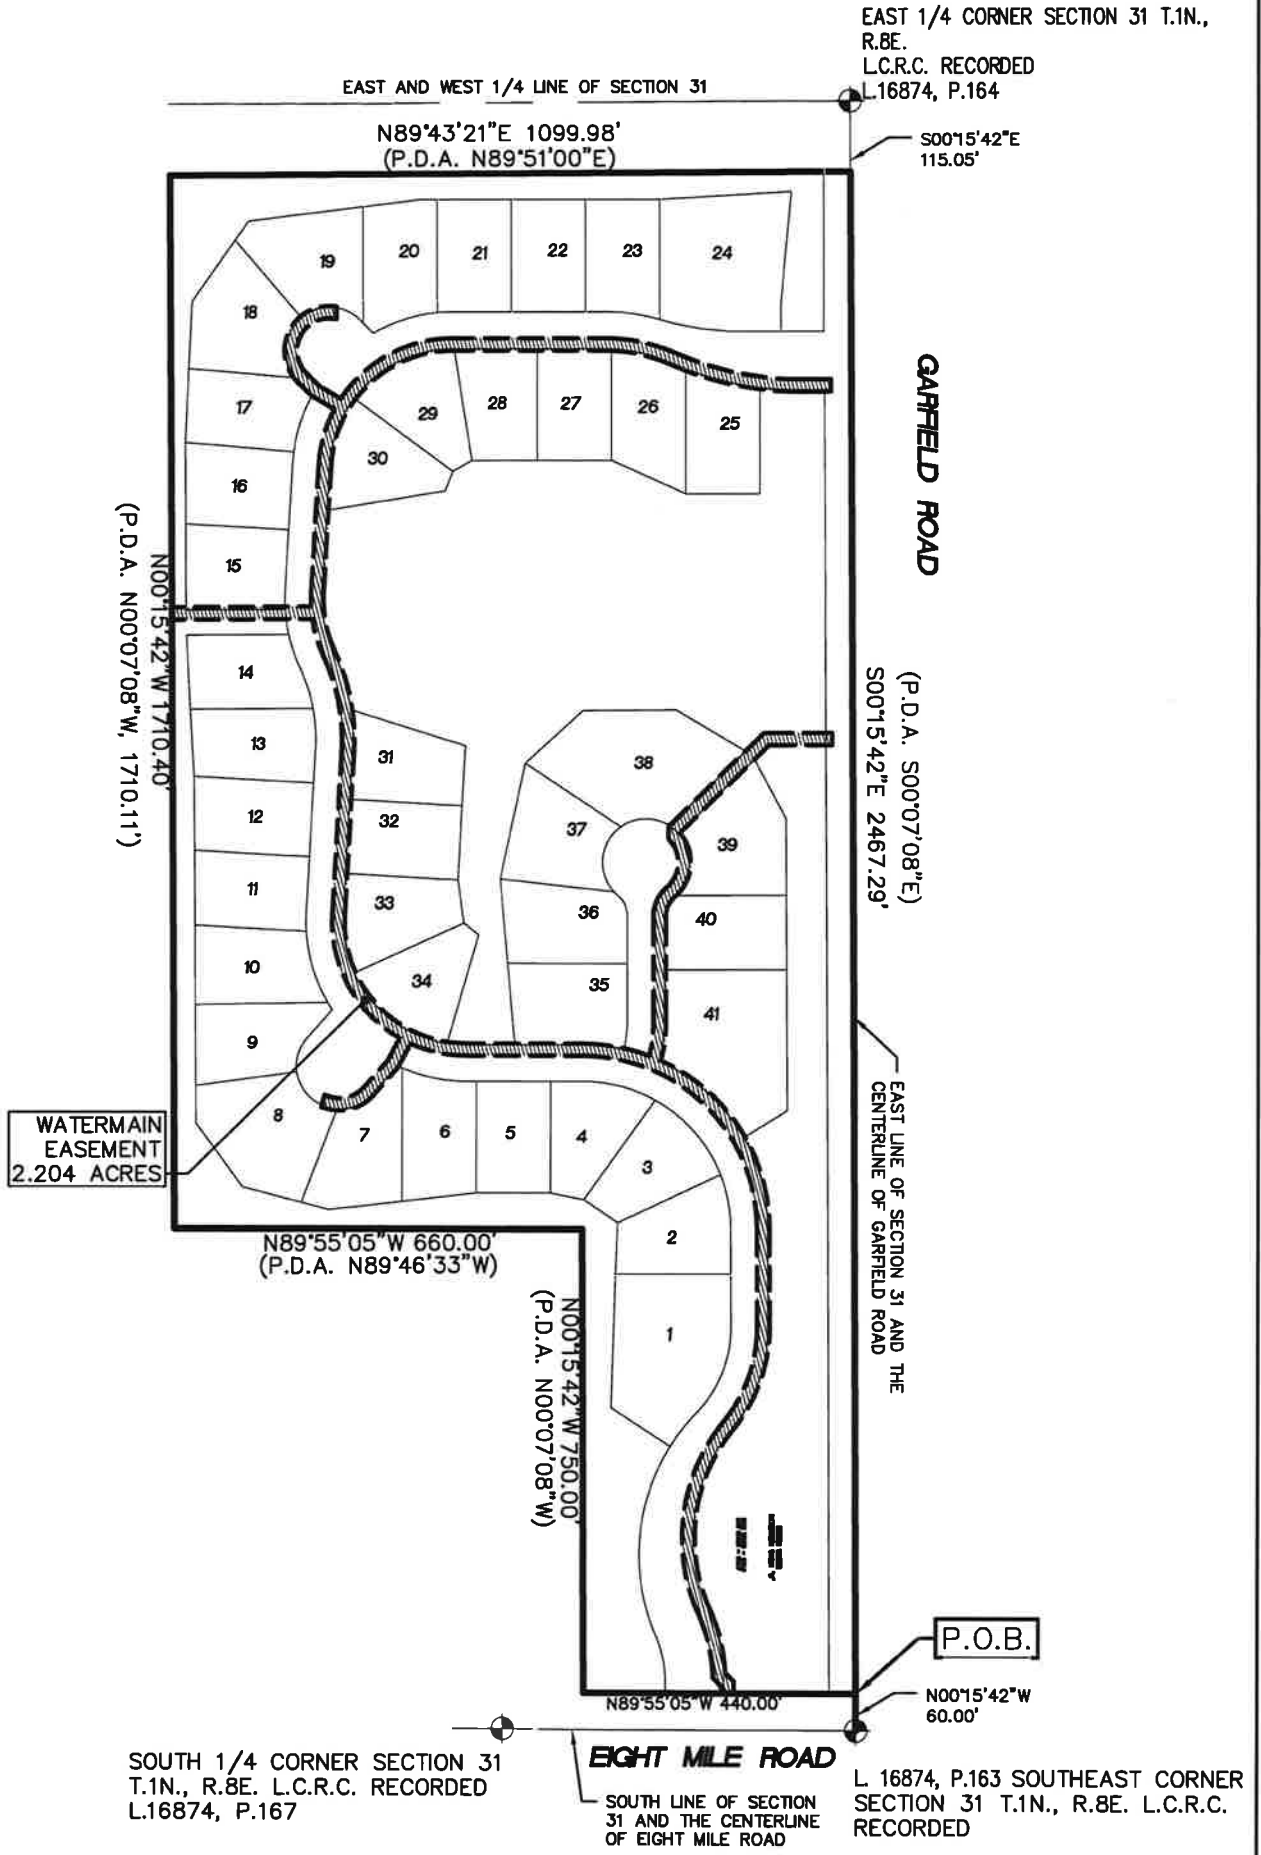 EAST 1/4 CORNER SECTION 31 T.1N.,
R.8E.
L.C.R.C. RECORDED
L.16874, P.164
EAST AND WEST 1/4 LINE OF SECTION 31
N89°43'21"E 1099.98'
(P.D.A. N89°51'00"E)
S00°15'42"E
115.05'
19
20
21
22
23
24
18
17
29
28
27
26
25
30
16
15
GARFIELD ROAD
N00°15'42"W 1710.40'
(P.D.A. N00°07'08"W, 1710.11')
(P.D.A. S00°07'08"E)
S00°15'42"E 2467.29'
14
13
31
38
12
32
37
39
11
33
36
40
10
34
35
41
9
8
7
6
5
4
3
2
1
WATERMAIN
EASEMENT
2.204 ACRES
EAST LINE OF SECTION 31 AND THE
CENTERLINE OF GARFIELD ROAD
N89°55'05"W 660.00'
(P.D.A. N89°46'33"W)
N00°15'42"W 750.00'
(P.D.A. N00°07'08"W)
P.O.B.
N00°15'42"W
60.00'
N89°55'05"W 440.00'
EIGHT MILE ROAD
SOUTH 1/4 CORNER SECTION 31
T.1N., R.8E. L.C.R.C. RECORDED
L.16874, P.167
SOUTH LINE OF SECTION
31 AND THE CENTERLINE
OF EIGHT MILE ROAD
L. 16874, P.163 SOUTHEAST CORNER
SECTION 31 T.1N., R.8E. L.C.R.C.
RECORDED